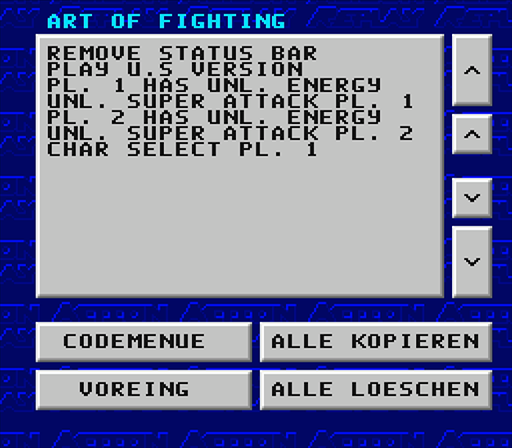 ART OF FIGHTING
REMOVE STATUS BAR
PLAY U.S VERSION
PL. 1 HAS UNL. ENERGY
UNL. SUPER ATTACK PL. 1
PL. 2 HAS UNL. ENERGY
UNL. SUPER ATTACK PL. 2
CHAR SELECT PL. 1
CODEMENUE
ALLE KOPIEREN
VOREING
ALLE LOESCHEN